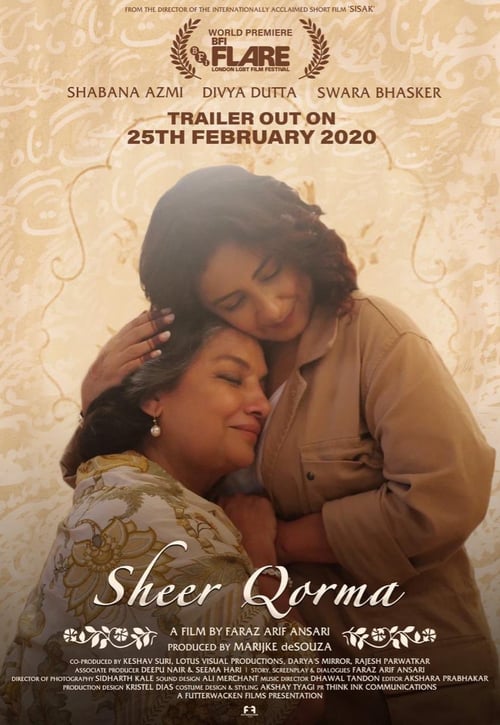 FROM THE DIRECTOR OF THE INTERNATIONALLY ACCLAIMED SHORT FILM 'SISAK'
WORLD PREMIERE
BFI
FLARE
LONDON LGBT FILM FESTIVAL
SHABANA AZMI DIVYA DUTTA SWARA BHASKER
TRAILER OUT ON
25TH FEBRUARY 2020
Sheer Qorma
A FILM BY FARAZ ARIF ANSARI
PRODUCED BY MARIJKE deSOUZA
CO-PRODUCED BY KESHAV SURI, LOTUS VISUAL PRODUCTIONS, DARYA'S MIRROR, RAJESH PARWATKAR
ASSOCIATE PRODUCER DEEPU NAIR & SEEMA HARI | STORY, SCREENPLAY & DIALOGUES FARAZ ARIF ANSARI
DIRECTOR OF PHOTOGRAPHY SIDHARTH KALE SOUND DESIGN ALI MERCHANT MUSIC DIRECTOR DHAWAL TANDON EDITOR AKSHARA PRABHAKAR
PRODUCTION DESIGN KRISTEL DIAS COSTUME DESIGN & STYLING AKSHAY TYAGI PR THINK INK COMMUNICATIONS
A FUTTERWACKEN FILMS PRESENTATION